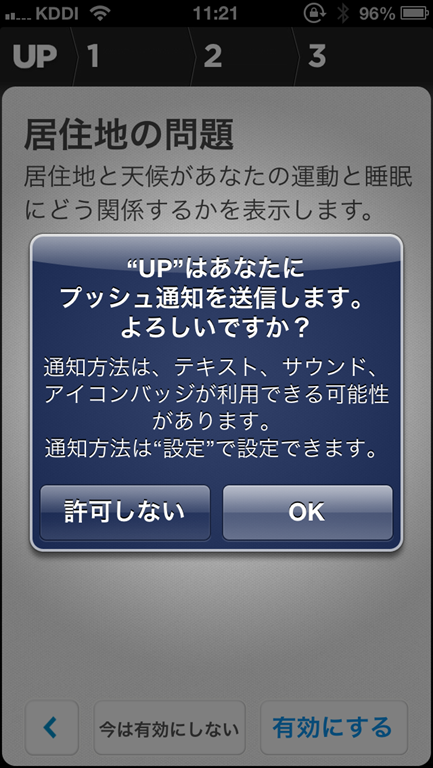 KDDI 11:21 96%
UP 1 2 3
居住地の問題
居住地と天候があなたの運動と睡眠
にどう関係するかを表示します。
“UP”はあなたに
プッシュ通知を送信します。
よろしいですか？
通知方法は、テキスト、サウンド、
アイコンバッジが利用できる可能性
があります。
通知方法は“設定”で設定できます。
許可しない OK
今は有効にしない 有効にする